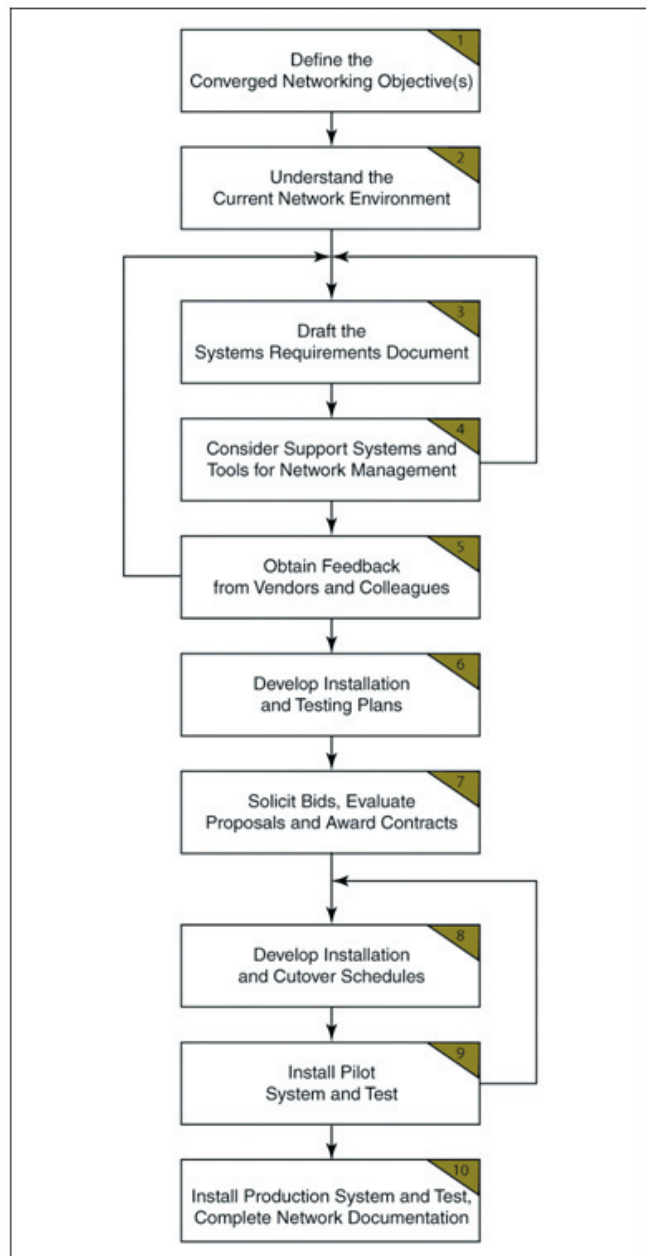 1
Define the
Converged Networking Objective(s)
2
Understand the
Current Network Environment
3
Draft the
Systems Requirements Document
4
Consider Support Systems and
Tools for Network Management
5
Obtain Feedback
from Vendors and Colleagues
6
Develop Installation
and Testing Plans
7
Solicit Bids, Evaluate
Proposals and Award Contracts
8
Develop Installation
and Cutover Schedules
9
Install Pilot
System and Test
10
Install Production System and Test,
Complete Network Documentation